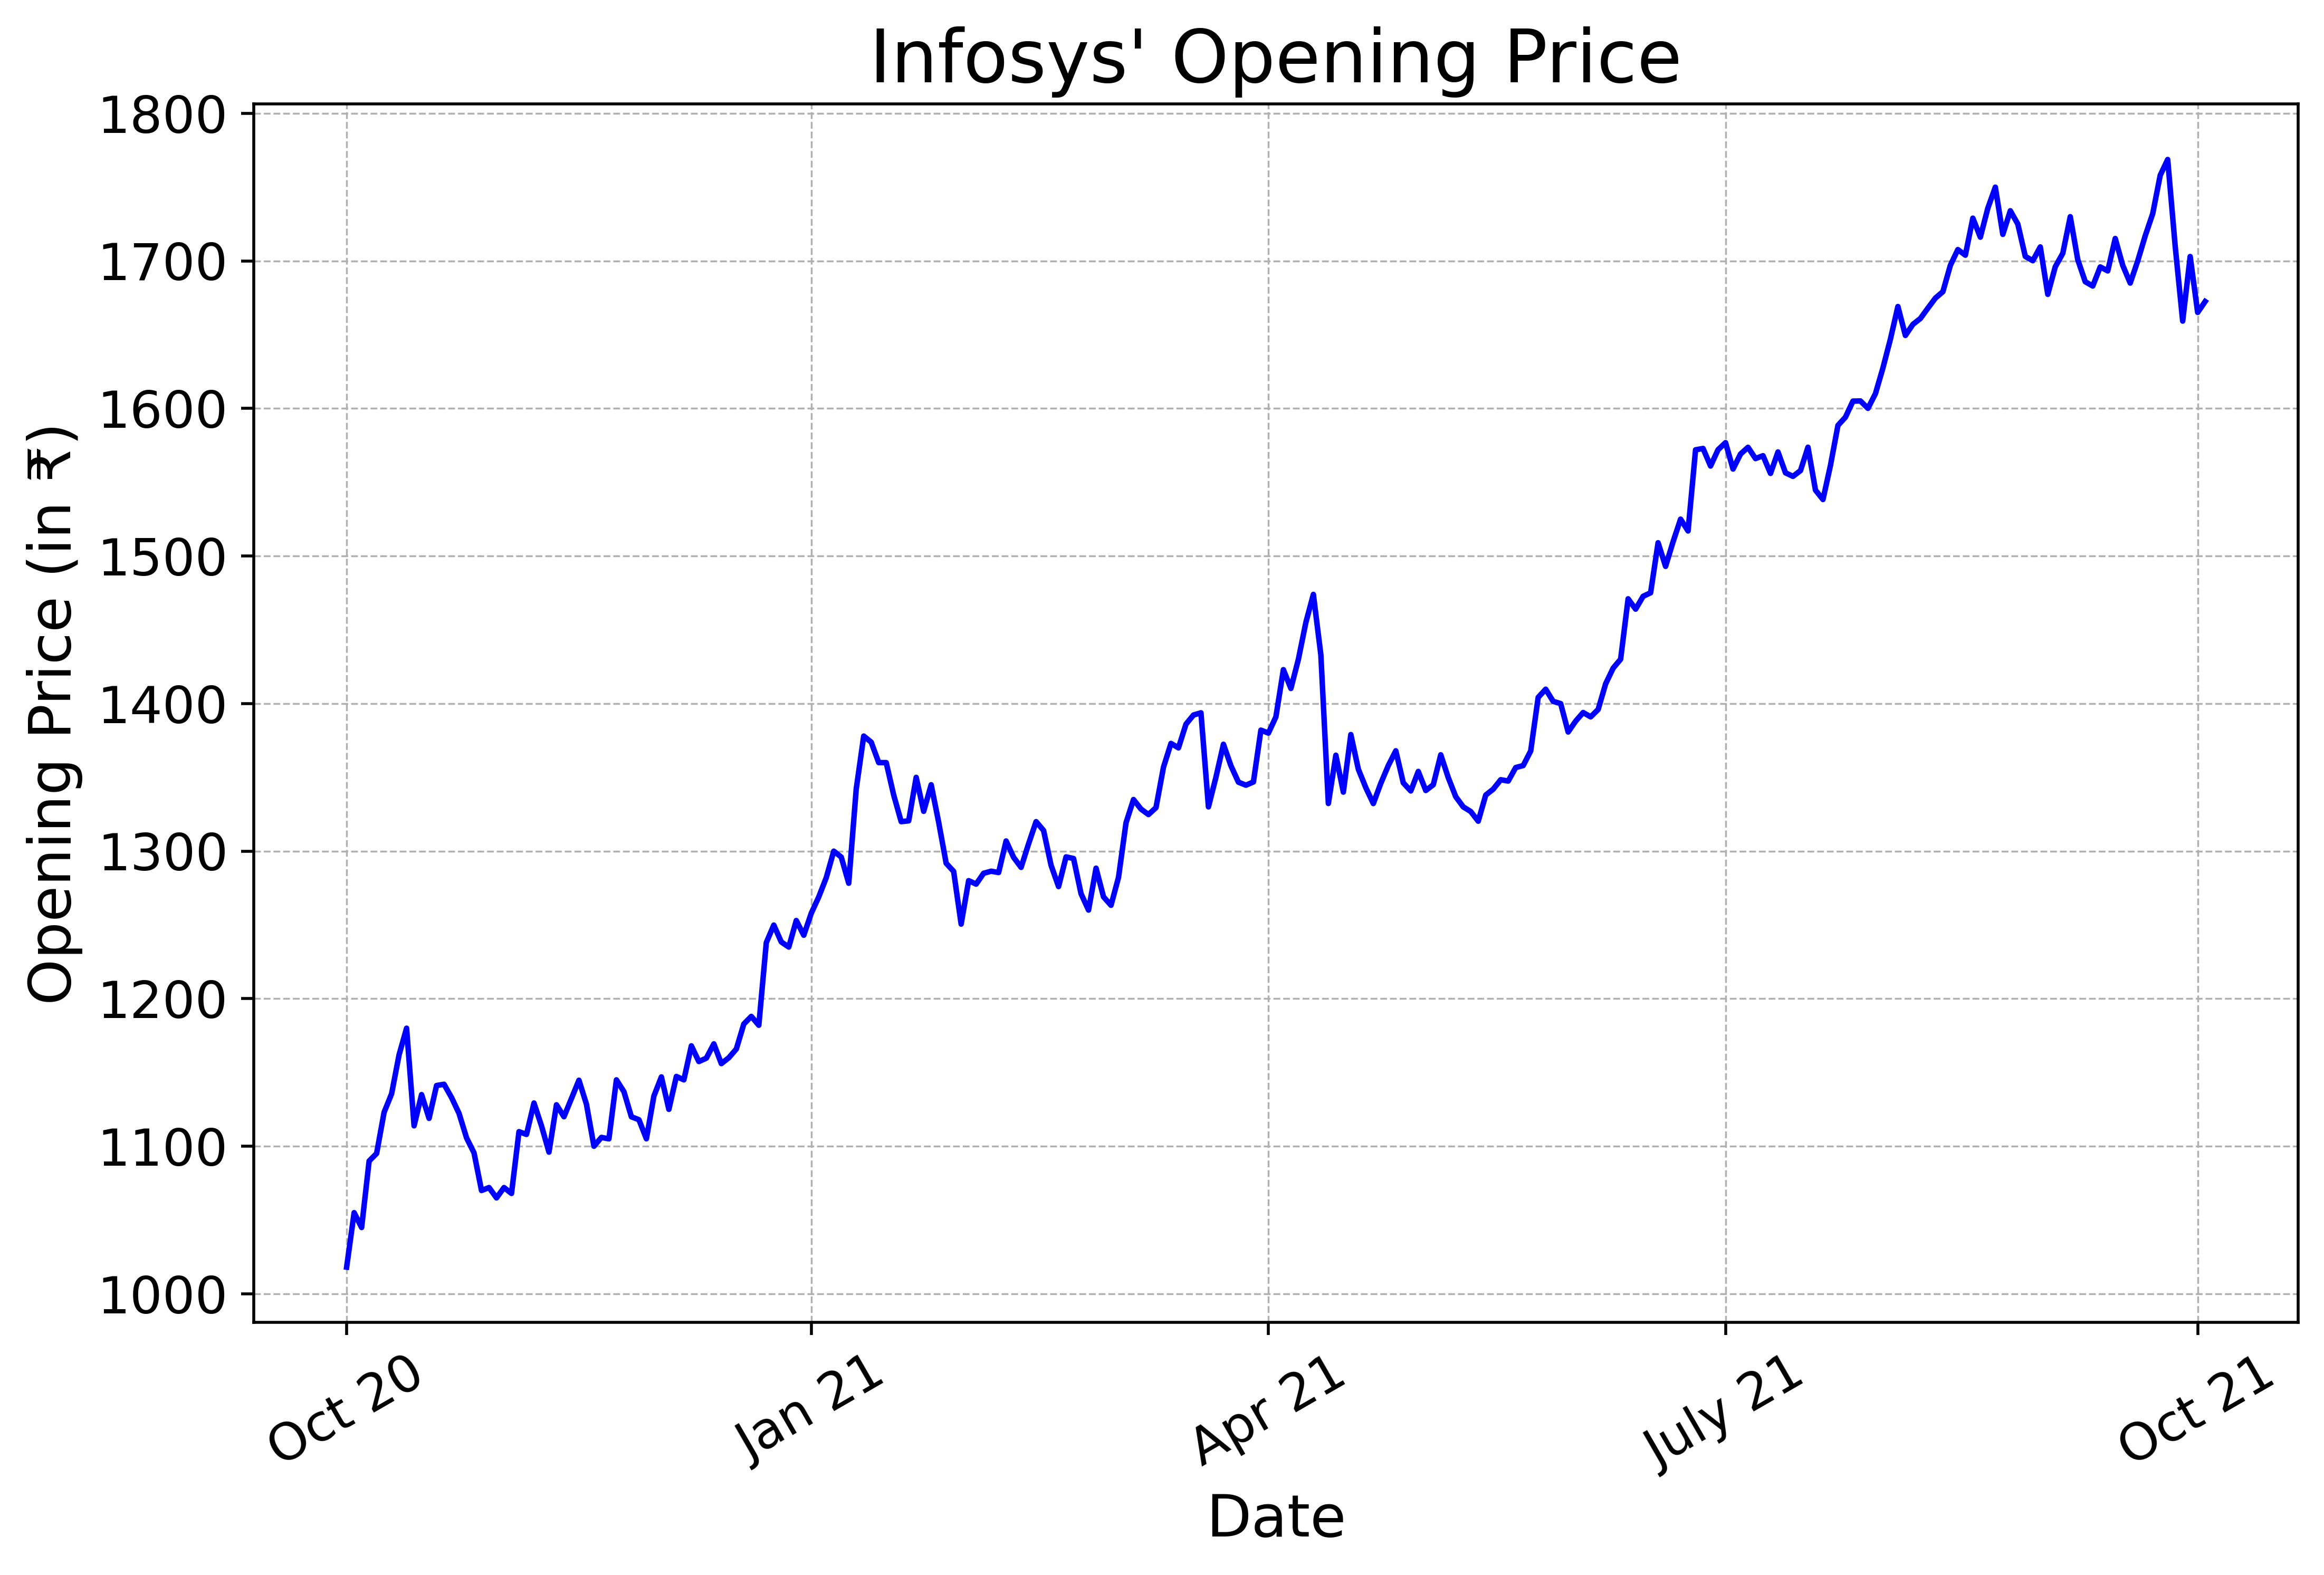 Infosys' Opening Price
Opening Price (in ₹)
1800
1700
1600
1500
1400
1300
1200
1100
1000
Oct 20
Jan 21
Apr 21
July 21
Oct 21
Date